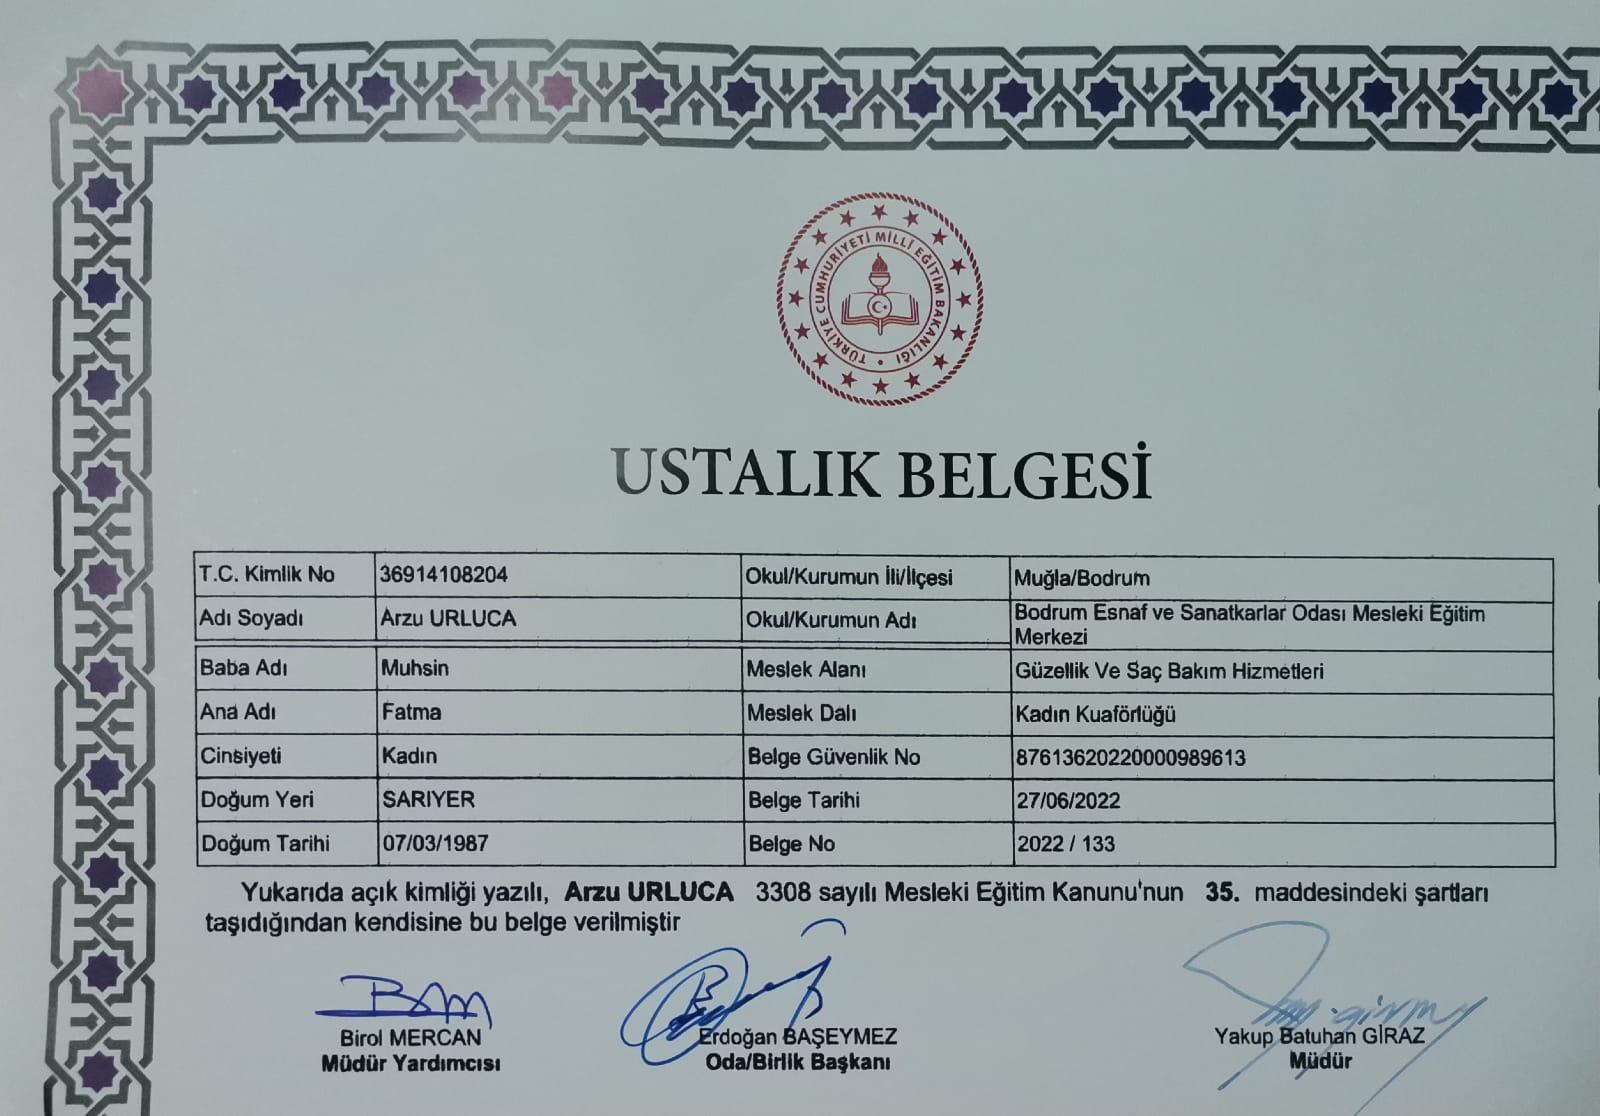 TÜRKİYE CUMHURİYETİ MİLLİ EĞİTİM BAKANLIĞI
USTALIK BELGESİ
T.C. Kimlik No 36914108204 Okul/Kurumun İli/İlçesi Muğla/Bodrum
Adı Soyadı Arzu URLUCA Okul/Kurumun Adı Bodrum Esnaf ve Sanatkarlar Odası Mesleki Eğitim
Merkezi
Baba Adı Muhsin Meslek Alanı Güzellik Ve Saç Bakım Hizmetleri
Ana Adı Fatma Meslek Dalı Kadın Kuaförlüğü
Cinsiyeti Kadın Belge Güvenlik No 87613620220000989613
Doğum Yeri SARIYER Belge Tarihi 27/06/2022
Doğum Tarihi 07/03/1987 Belge No 2022 / 133
Yukarıda açık kimliği yazılı, Arzu URLUCA 3308 sayılı Mesleki Eğitim Kanunu'nun 35. maddesindeki şartları
taşıdığından kendisine bu belge verilmiştir
Birol MERCAN Erdoğan BAŞEYMEZ Yakup Batuhan GİRAZ
Müdür Yardımcısı Oda/Birlik Başkanı Müdür